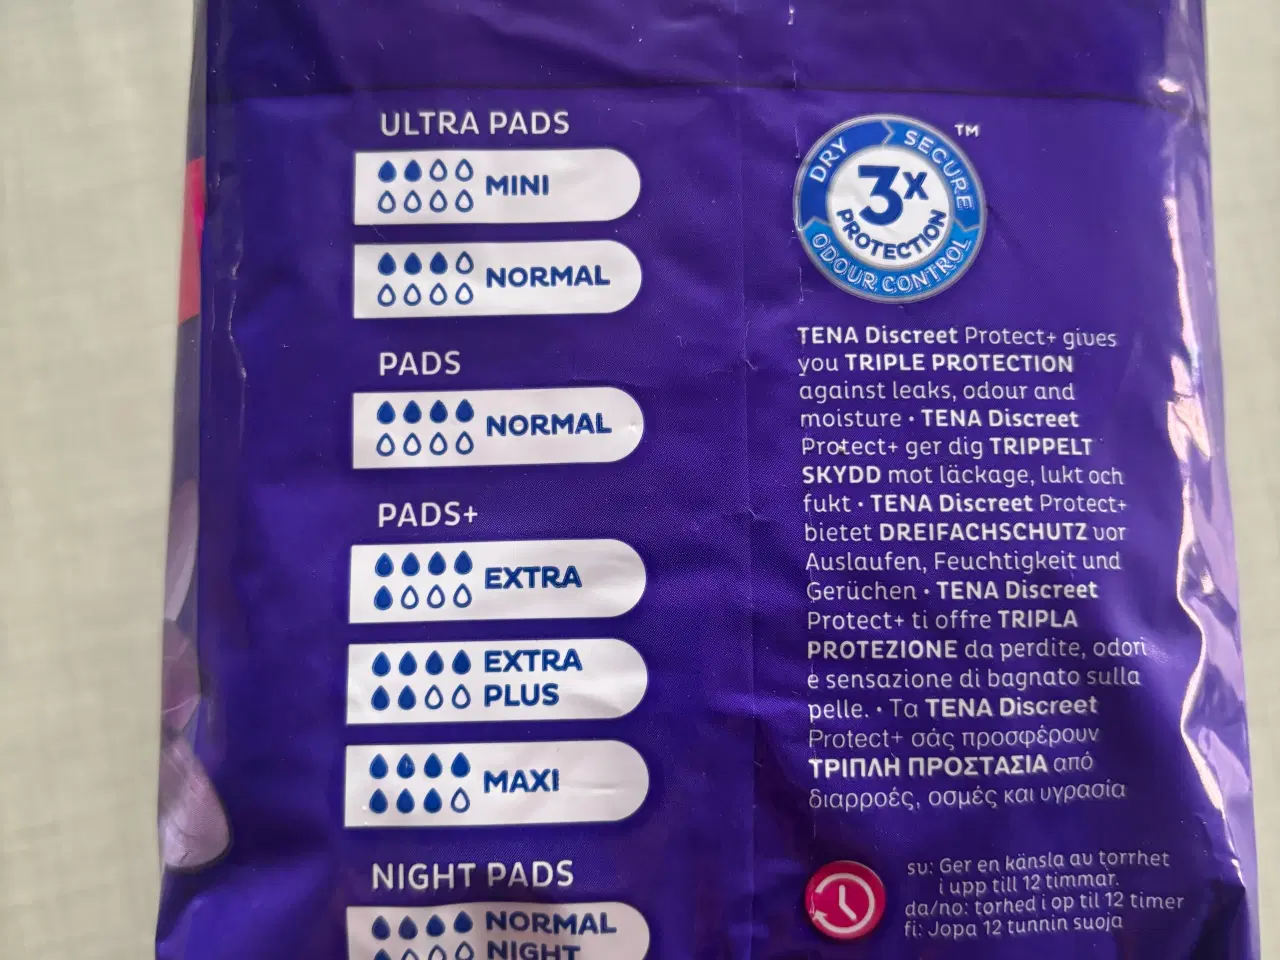 ULTRA PADS
MINI
NORMAL
PADS
NORMAL
PADS+
EXTRA
EXTRA
PLUS
MAXI
NIGHT PADS
NORMAL
NIGHT
DRY
SECURE
ODOUR CONTROL
3X
PROTECTION
TM
TENA Discreet Protect+ gives
you TRIPLE PROTECTION
against leaks, odour and
moisture • TENA Discreet
Protect+ ger dig TRIPPELT
SKYDD mot läckage, lukt och
fukt • TENA Discreet Protect+
bietet DREIFACHSCHUTZ vor
Auslaufen, Feuchtigkeit und
Gerüchen • TENA Discreet
Protect+ ti offre TRIPLA
PROTEZIONE da perdite, odori
e sensazione di bagnato sulla
pelle. • Τα TENA Discreet
Protect+ σάς προσφέρουν
ΤΡΙΠΛΗ ΠΡΟΣΤΑΣΙΑ από
διαρροές, οσμές και υγρασία
sv: Ger en känsla av torrhet
i upp till 12 timmar.
da/no: tørhed i op til 12 timer
fi: Jopa 12 tunnin suoja